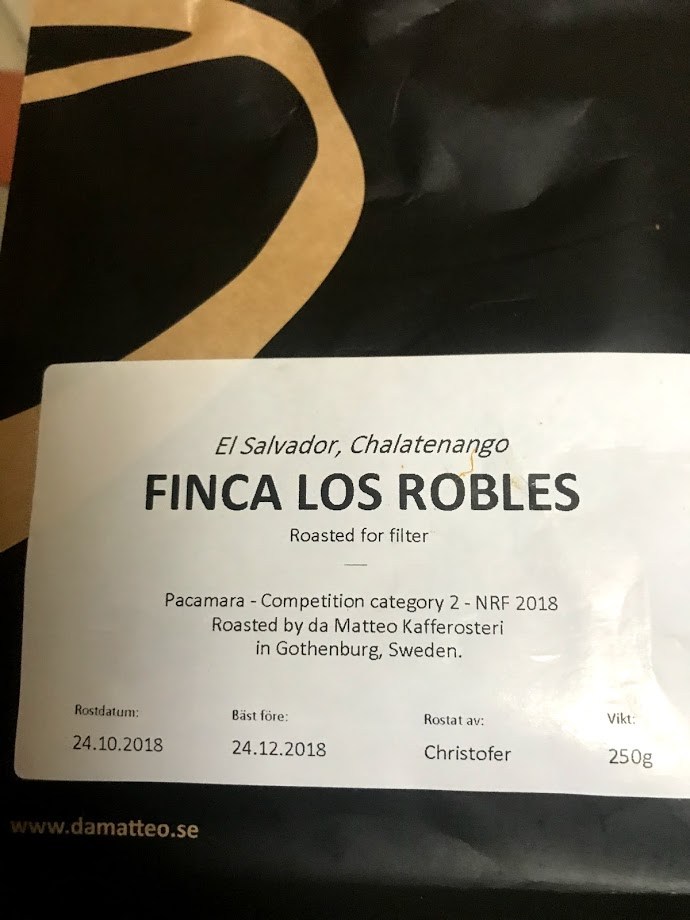 El Salvador, Chalatenango
FINCA LOS ROBLES
Roasted for filter
Pacamara - Competition category 2 - NRF 2018
Roasted by da Matteo Kafferosteri
in Gothenburg, Sweden.
Rostdatum: Bäst före: Rostat av: Vikt:
24.10.2018 24.12.2018 Christofer 250g
www.damatteo.se